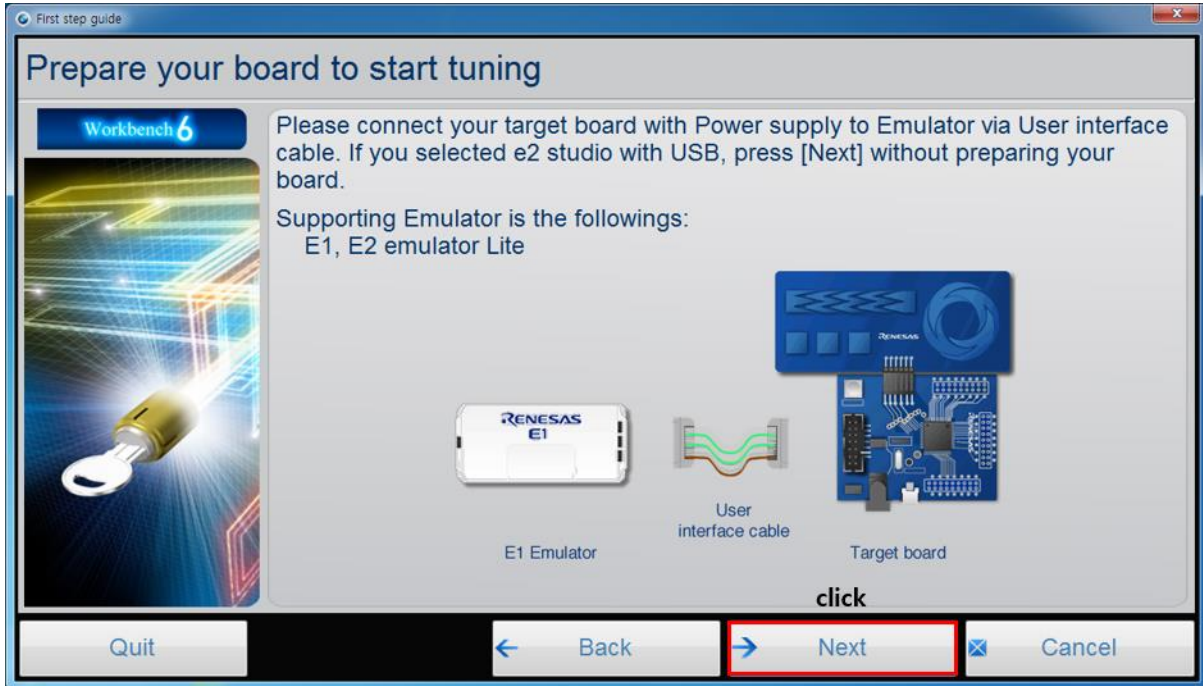 First step guide
Prepare your board to start tuning
Workbench 6
Please connect your target board with Power supply to Emulator via User interface
cable. If you selected e2 studio with USB, press [Next] without preparing your
board.
Supporting Emulator is the followings:
E1, E2 emulator Lite
RENESAS
RENESAS
E1
User
interface cable
E1 Emulator
Target board
click
Quit
Back
Next
Cancel